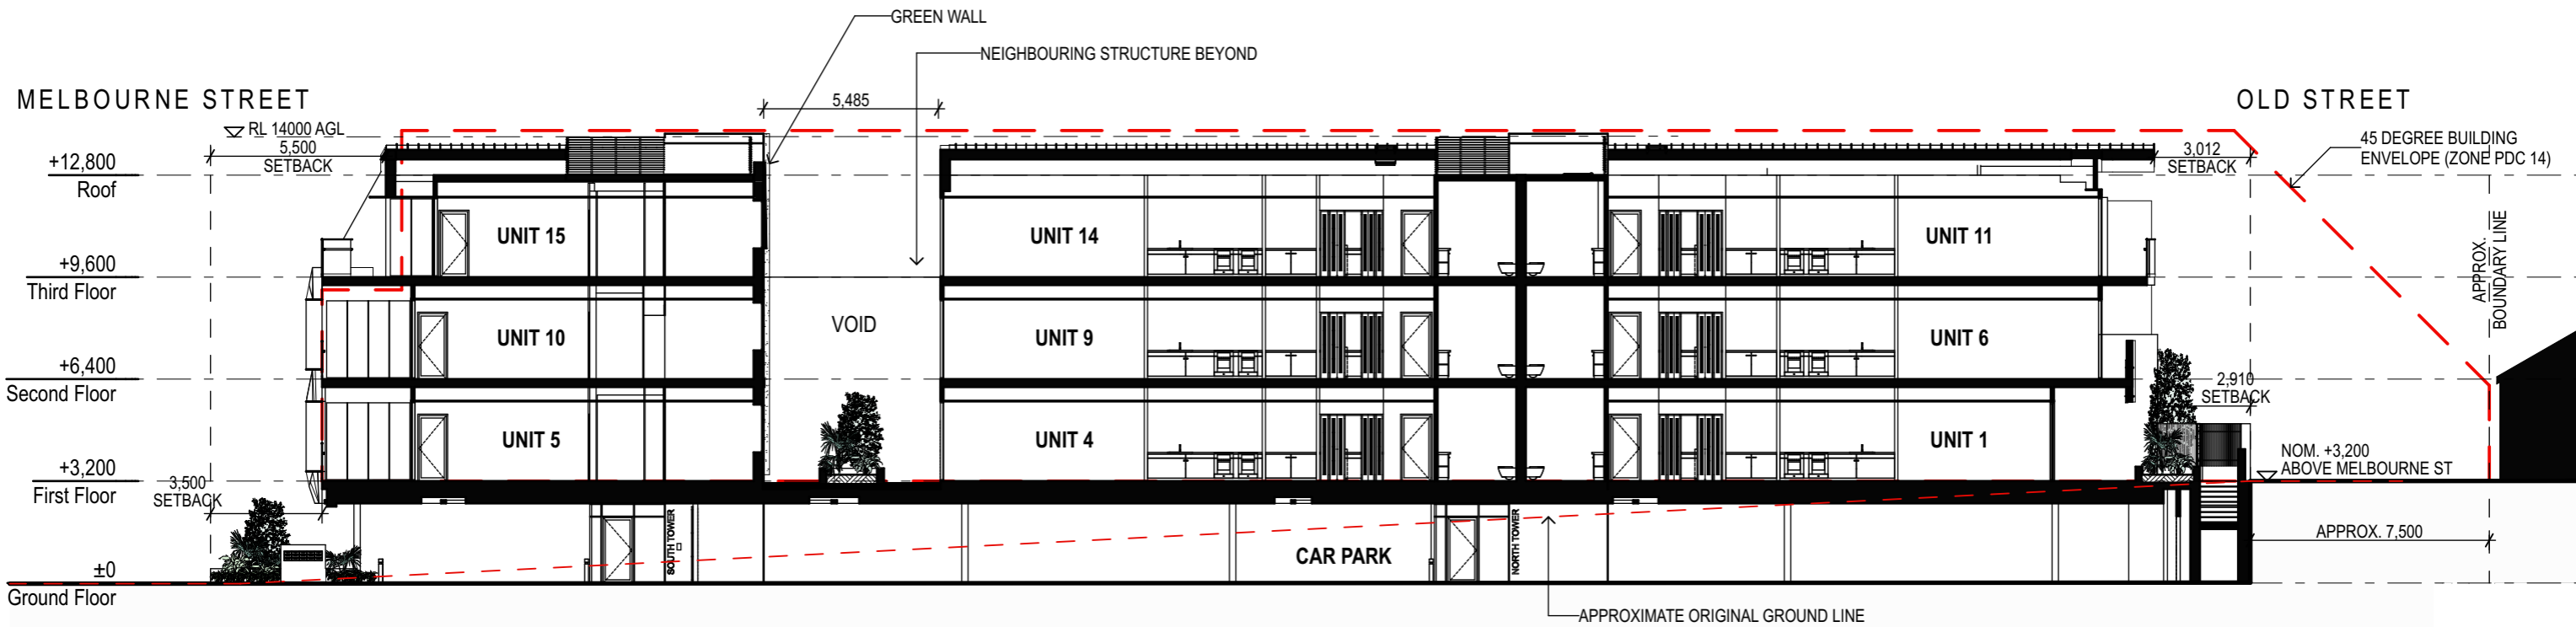 GREEN WALL
NEIGHBOURING STRUCTURE BEYOND
MELBOURNE STREET
OLD STREET
5,485
RL 14000 AGL
5,500
SETBACK
45 DEGREE BUILDING
ENVELOPE (ZONE PDC 14)
3,012
SETBACK
+12,800
Roof
APPROX.
BOUNDARY LINE
UNIT 15
UNIT 14
UNIT 11
+9,600
Third Floor
VOID
UNIT 10
UNIT 9
UNIT 6
+6,400
Second Floor
2,910
SETBACK
UNIT 5
UNIT 4
UNIT 1
+3,200
First Floor
3,500
SETBACK
NOM. +3,200
ABOVE MELBOURNE ST
SOUTH TOWER
NORTH TOWER
CAR PARK
APPROX. 7,500
±0
Ground Floor
APPROXIMATE ORIGINAL GROUND LINE